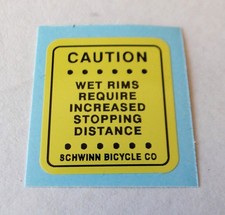 CAUTION
WET RIMS
REQUIRE
INCREASED
STOPPING
DISTANCE
SCHWINN BICYCLE CO